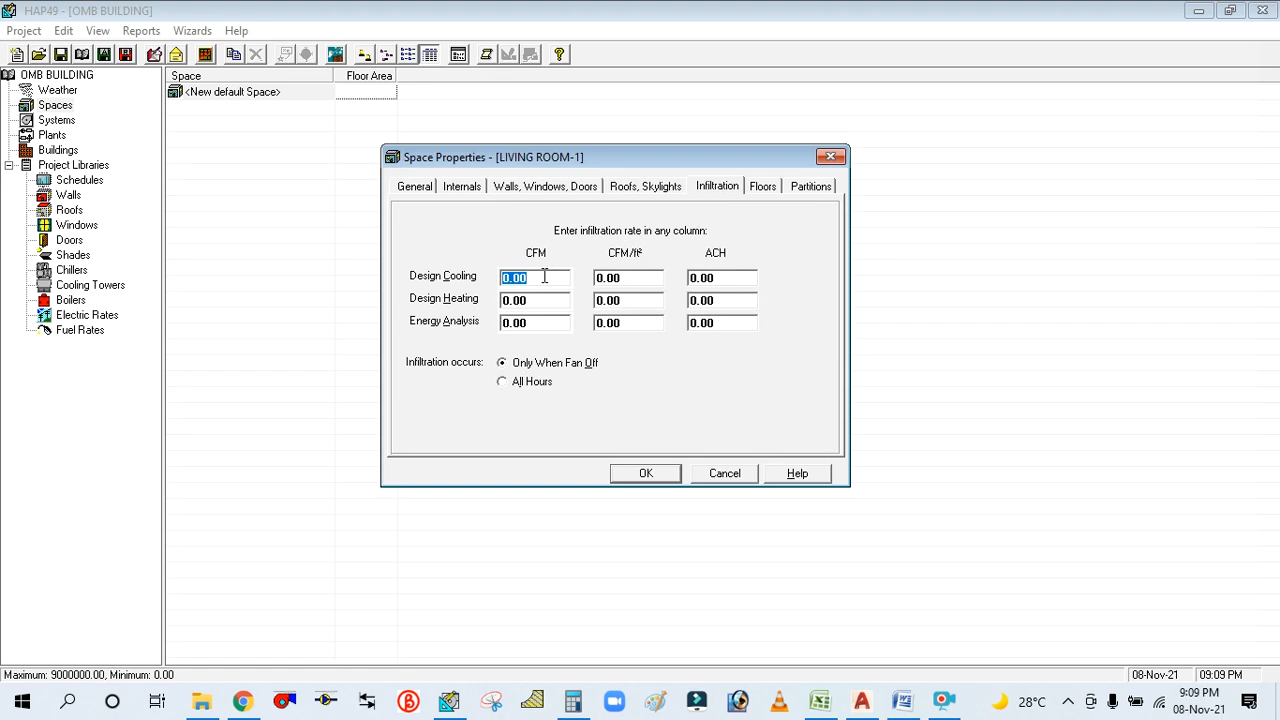 HAP49 - [OMB BUILDING]
Project Edit View Reports Wizards Help
OMB BUILDING
Weather
Spaces
Systems
Plants
Buildings
Project Libraries
Schedules
Walls
Roofs
Windows
Doors
Shades
Chillers
Cooling Towers
Boilers
Electric Rates
Fuel Rates
Space Floor Area
<New default Space>
Space Properties - [LIVING ROOM-1]
General Internals Walls, Windows, Doors Roofs, Skylights Infiltration Floors Partitions
Enter infiltration rate in any column:
CFM CFM/ft² ACH
Design Cooling 0.00 0.00 0.00
Design Heating 0.00 0.00 0.00
Energy Analysis 0.00 0.00 0.00
Infiltration occurs: Only When Fan Off
All Hours
OK Cancel Help
Maximum: 9000000.00, Minimum: 0.00
08-Nov-21 09:09 PM
28°C
9:09 PM
08-Nov-21